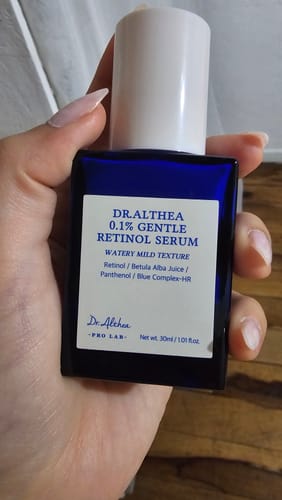 DR.ALTHEA
0.1% GENTLE
RETINOL SERUM
WATERY MILD TEXTURE
Retinol / Betula Alba Juice /
Panthenol / Blue Complex-HR
Dr.Althea
-PRO LAB-
Net wt. 30ml / 1.01 fl.oz.